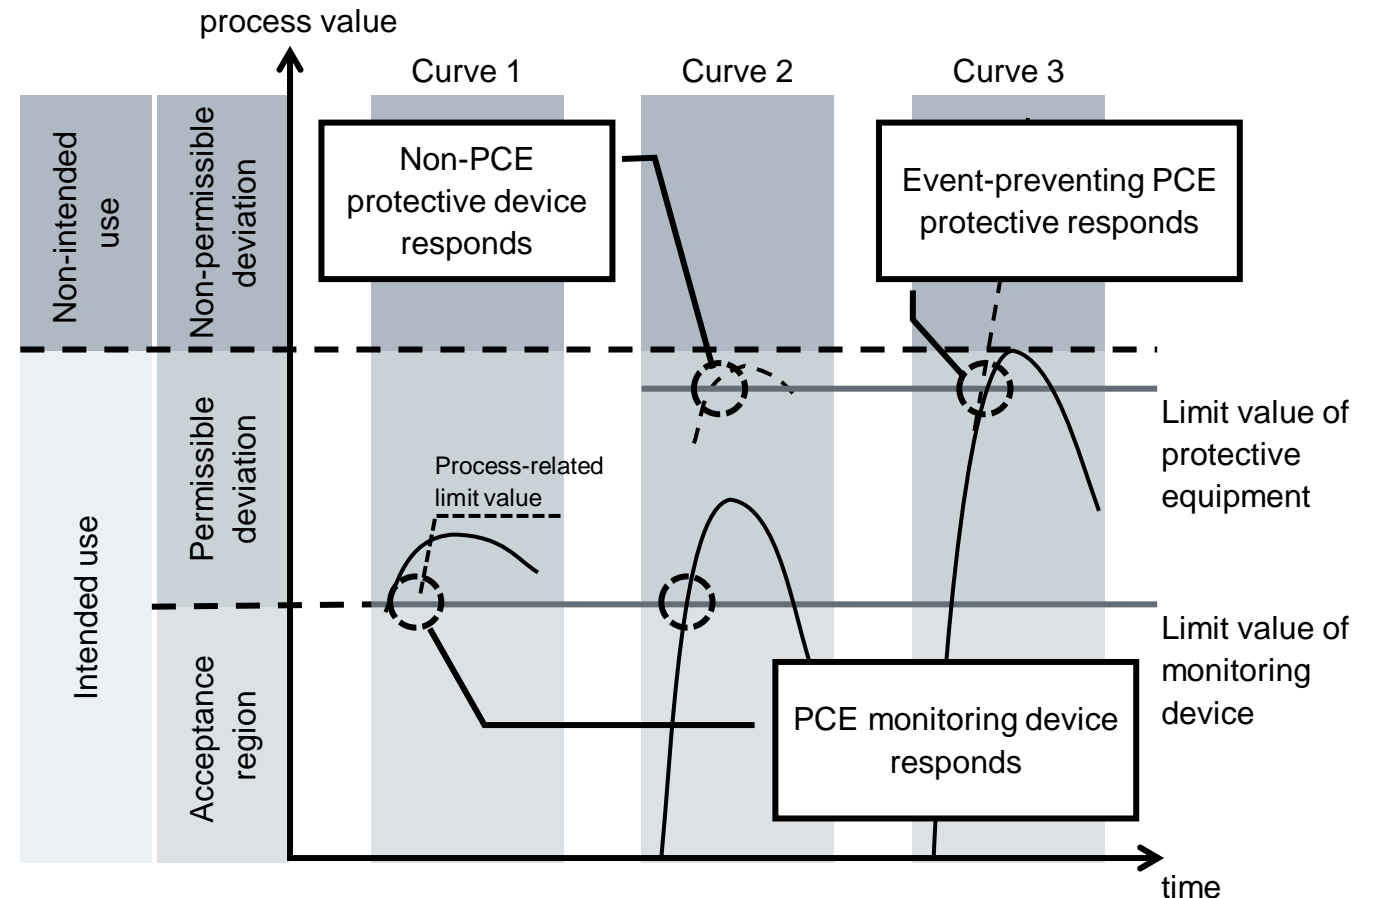 process value
Curve 1
Curve 2
Curve 3
Non-intended
use
Non-permissible
deviation
Non-PCE
protective device
responds
Event-preventing PCE
protective responds
Intended use
Permissible
deviation
Process-related
limit value
Limit value of
protective
equipment
Acceptance
region
Limit value of
monitoring
device
PCE monitoring device
responds
time